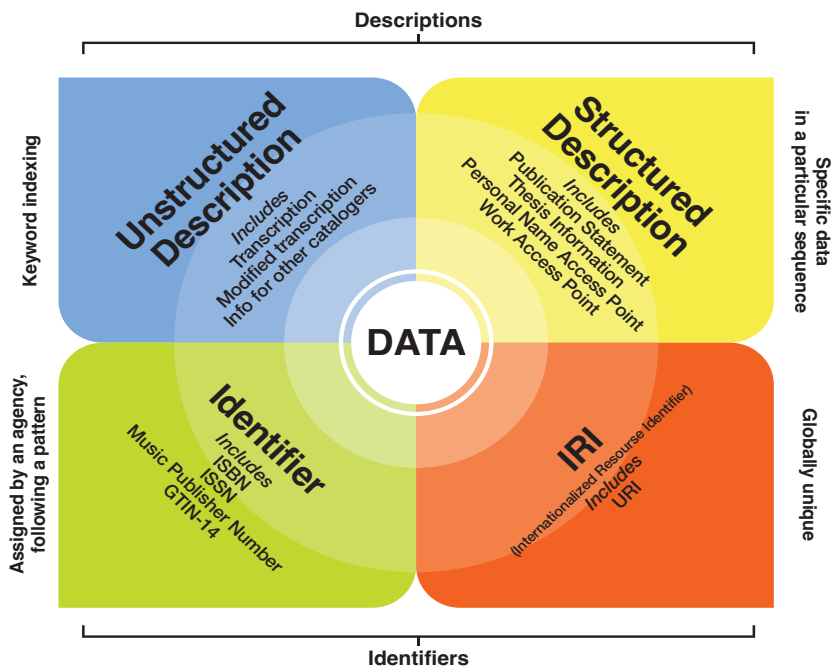 Descriptions
Keyword indexing
Unstructured
Description
Includes
Transcription
Modified transcription
Info for other catalogers
Structured
Description
Includes
Publication Statement
Thesis Information
Personal Name Access Point
Work Access Point
Specific data
in a particular sequence
DATA
Assigned by an agency,
following a pattern
Identifier
Includes
ISBN
ISSN
Music Publisher Number
GTIN-14
IRI
(Internationalized Resourse Identifier)
Includes
URI
Globally unique
Identifiers